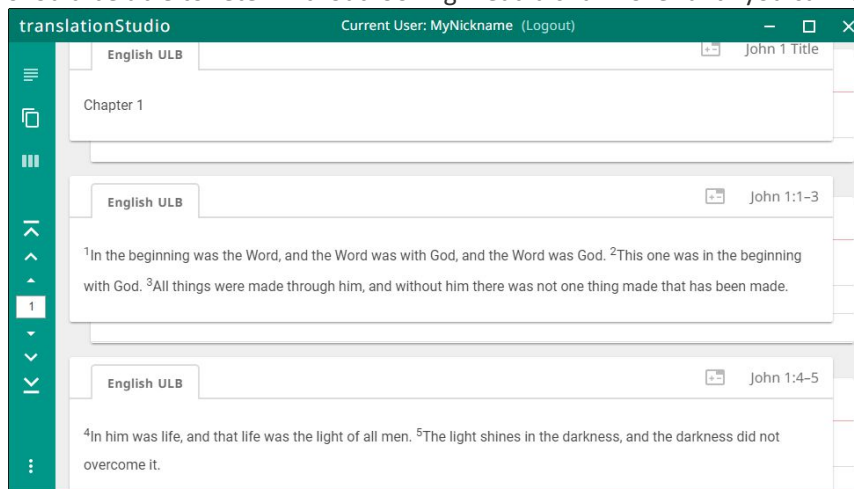 translationStudio Current User: MyNickname (Logout)
English ULB John 1 Title
Chapter 1
English ULB John 1:1–3
1In the beginning was the Word, and the Word was with God, and the Word was God. 2This one was in the beginning
with God. 3All things were made through him, and without him there was not one thing made that has been made.
1
English ULB John 1:4–5
4In him was life, and that life was the light of all men. 5The light shines in the darkness, and the darkness did not
overcome it.